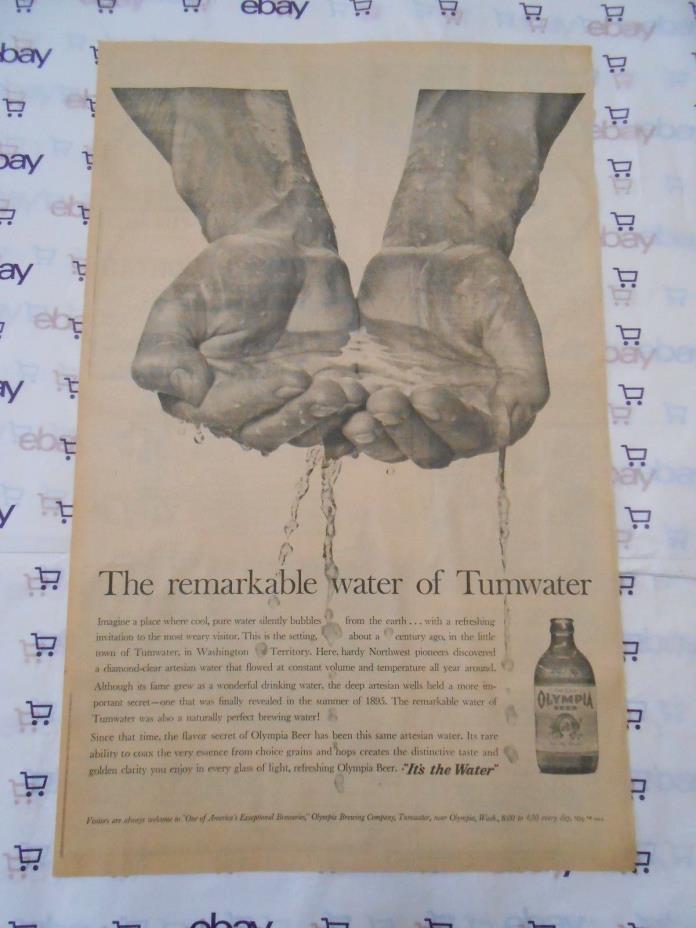 ebay
ebay
ebay
ebay
ebay
ebay
ebay
ebay
The remarkable water of Tumwater
Imagine a place where cool, pure water silently bubbles from the earth . . . with a refreshing
invitation to the most weary visitor. This is the setting, about a century ago, in the little
town of Tumwater, in Washington Territory. Here, hardy Northwest pioneers discovered
a diamond-clear artesian water that flowed at constant volume and temperature all year around.
Although its fame grew as a wonderful drinking water, the deep artesian wells held a more im-
portant secret—one that was finally revealed in the summer of 1895. The remarkable water of
Tumwater was also a naturally perfect brewing water!
Since that time, the flavor secret of Olympia Beer has been this same artesian water. Its rare
ability to coax the very essence from choice grains and hops creates the distinctive taste and
golden clarity you enjoy in every glass of light, refreshing Olympia Beer. "It's the Water"
OLYMPIA
BEER
Visitors are always welcome to "One of America's Exceptional Breweries," Olympia Brewing Company, Tumwater, near Olympia, Wash., 8:00 to 4:30 every day.
ebay